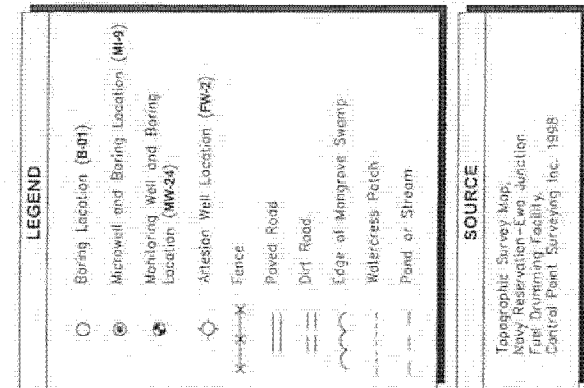 LEGEND
Boring Location (B-01)
Microwell and Boring Location (MI-9)
Monitoring Well and Boring
Location (MW-24)
Artesian Well Location (FW-2)
Fence
Paved Road
Dirt Road
Edge of Mangrove Swamp
Watercress Patch
Pond or Stream
SOURCE
Topographic Survey Map,
Navy Reservation-Ewa Junction
Fuel Drumming Facility,
Control Point Surveying Inc. 1998